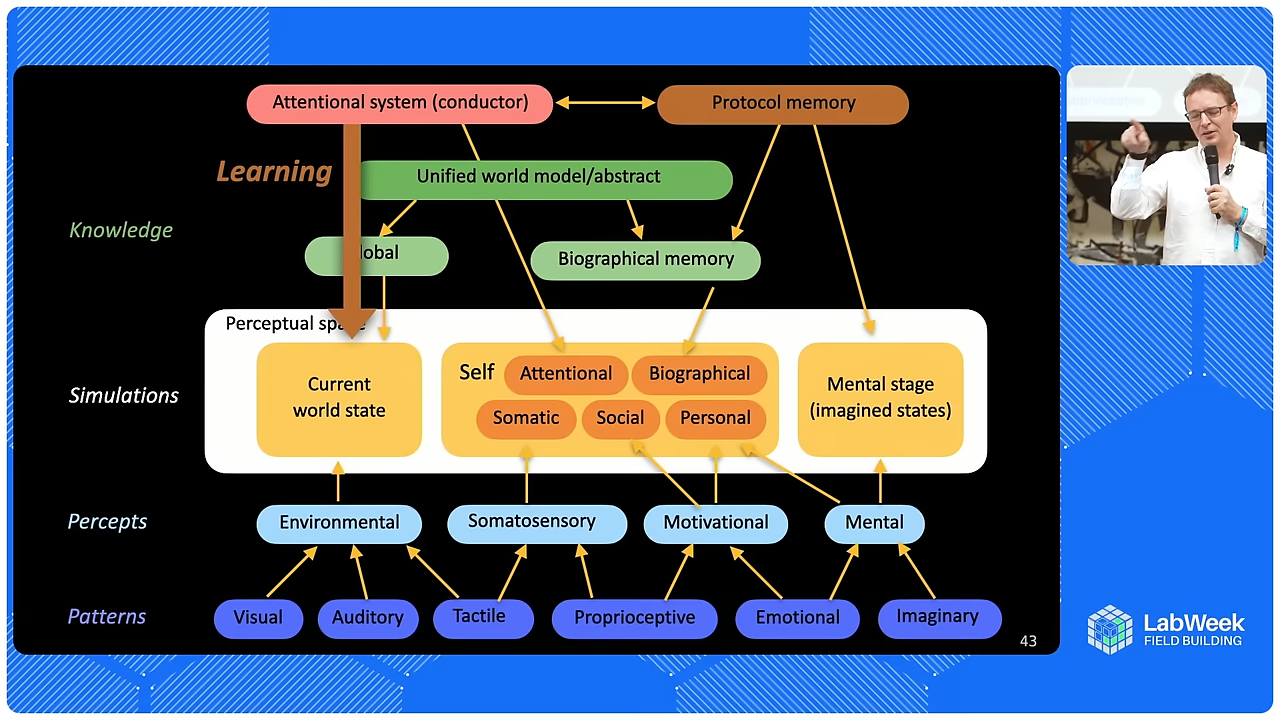 Attentional system (conductor)
Protocol memory
Learning
Unified world model/abstract
Knowledge
lobal
Biographical memory
Perceptual
Simulations
Current
world state
Self
Attentional
Biographical
Somatic
Social
Personal
Mental stage
(imagined states)
Percepts
Environmental
Somatosensory
Motivational
Mental
Patterns
Visual
Auditory
Tactile
Proprioceptive
Emotional
Imaginary
43
LabWeek
FIELD BUILDING